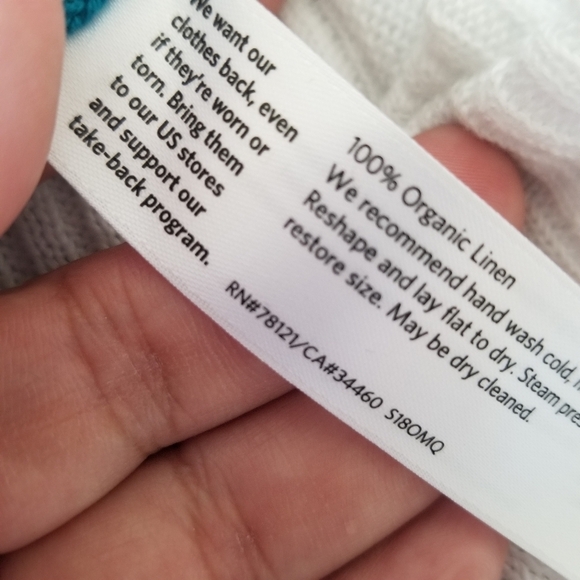 We want our
clothes back, even
if they're worn or
torn. Bring them
to our US stores
and support our
take-back program.
100% Organic Linen
We recommend hand wash cold,
Reshape and lay flat to dry. Steam
restore size. May be dry cleaned.
RN#78121/CA#34460 S18OMQ